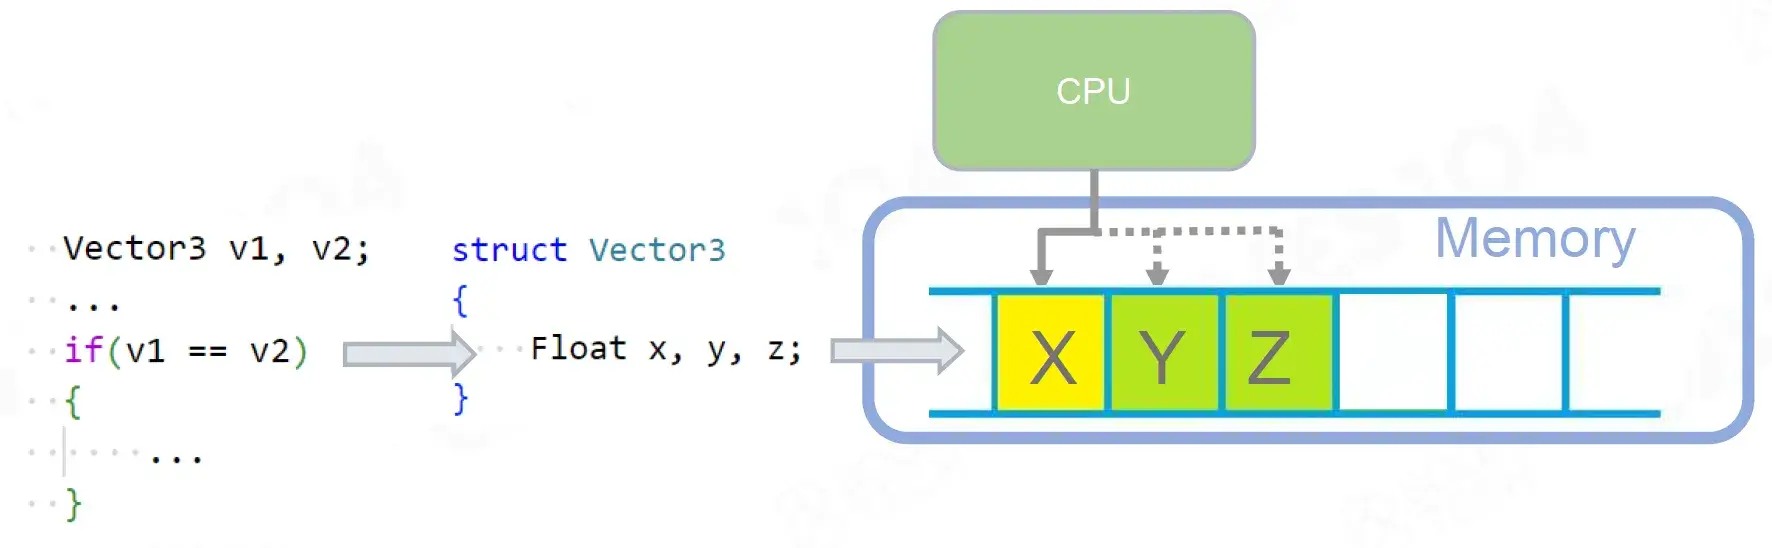 CPU
Memory
Vector3 v1, v2;
...
if(v1 == v2)
{
...
}
struct Vector3
{
Float x, y, z;
}
X Y Z